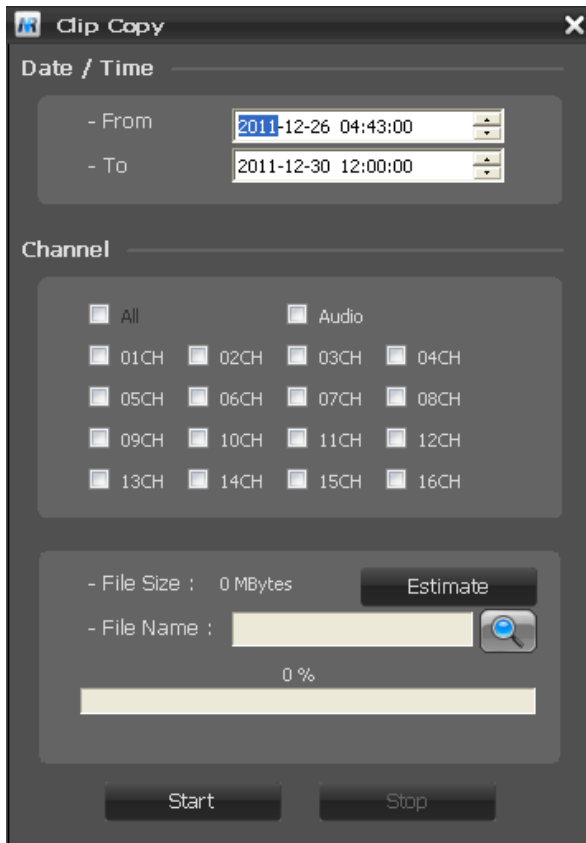 Clip Copy
Date / Time
- From 2011-12-26 04:43:00
- To 2011-12-30 12:00:00
Channel
All Audio
01CH 02CH 03CH 04CH
05CH 06CH 07CH 08CH
09CH 10CH 11CH 12CH
13CH 14CH 15CH 16CH
- File Size : 0 MBytes Estimate
- File Name :
0 %
Start Stop